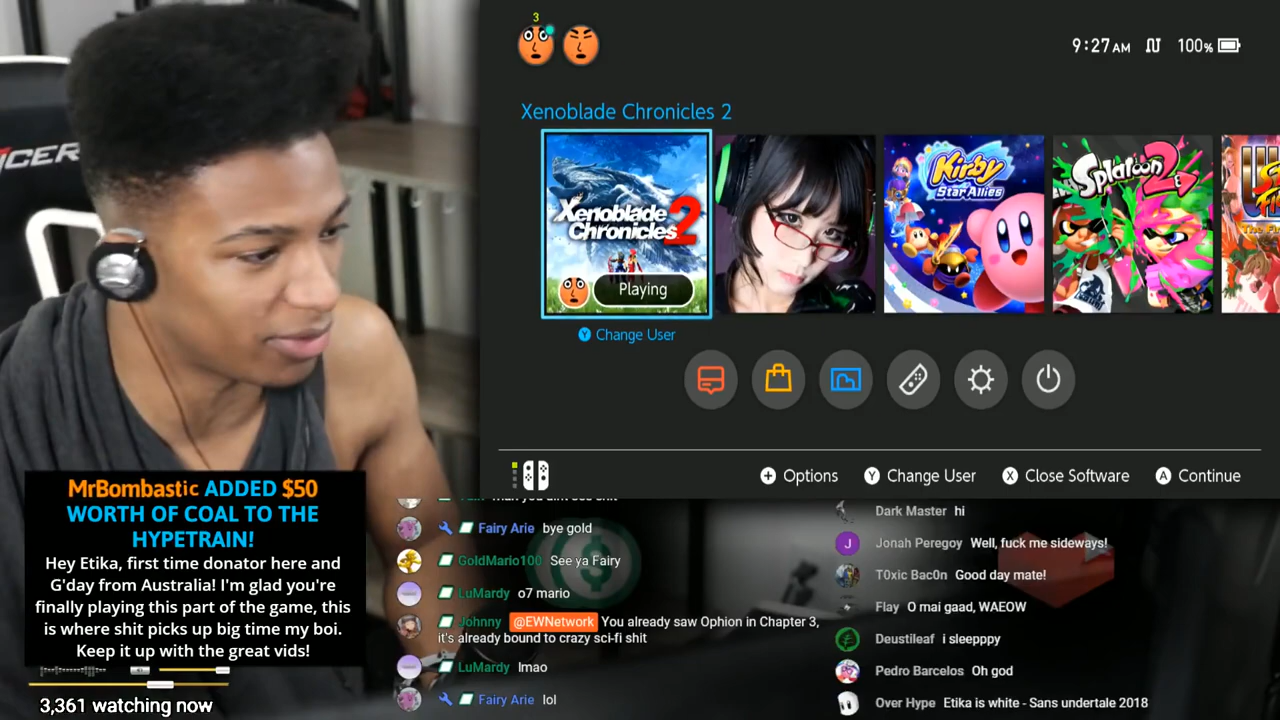 3
9:27AM 100%
Xenoblade Chronicles 2
Xenoblade
Chronicles 2
Playing
Kirby
Star Allies
Splatoon 2
Change User
+ Options Y Change User X Close Software A Continue
MrBombastic ADDED $50
WORTH OF COAL TO THE
HYPETRAIN!
Hey Etika, first time donator here and
G'day from Australia! I'm glad you're
finally playing this part of the game, this
is where shit picks up big time my boi.
Keep it up with the great vids!
3,361 watching now
Fairy Arie bye gold
GoldMario100 See ya Fairy
LuMardy o7 mario
Johnny @EWNetwork You already saw Ophion in Chapter 3,
it's already bound to crazy sci-fi shit
LuMardy lmao
Fairy Arie lol
Dark Master hi
J Jonah Peregoy Well, fuck me sideways!
T0xic Bac0n Good day mate!
Flay O mai gaad, WAEOW
Deustileaf i sleepppy
Pedro Barcelos Oh god
Over Hype Etika is white - Sans undertale 2018